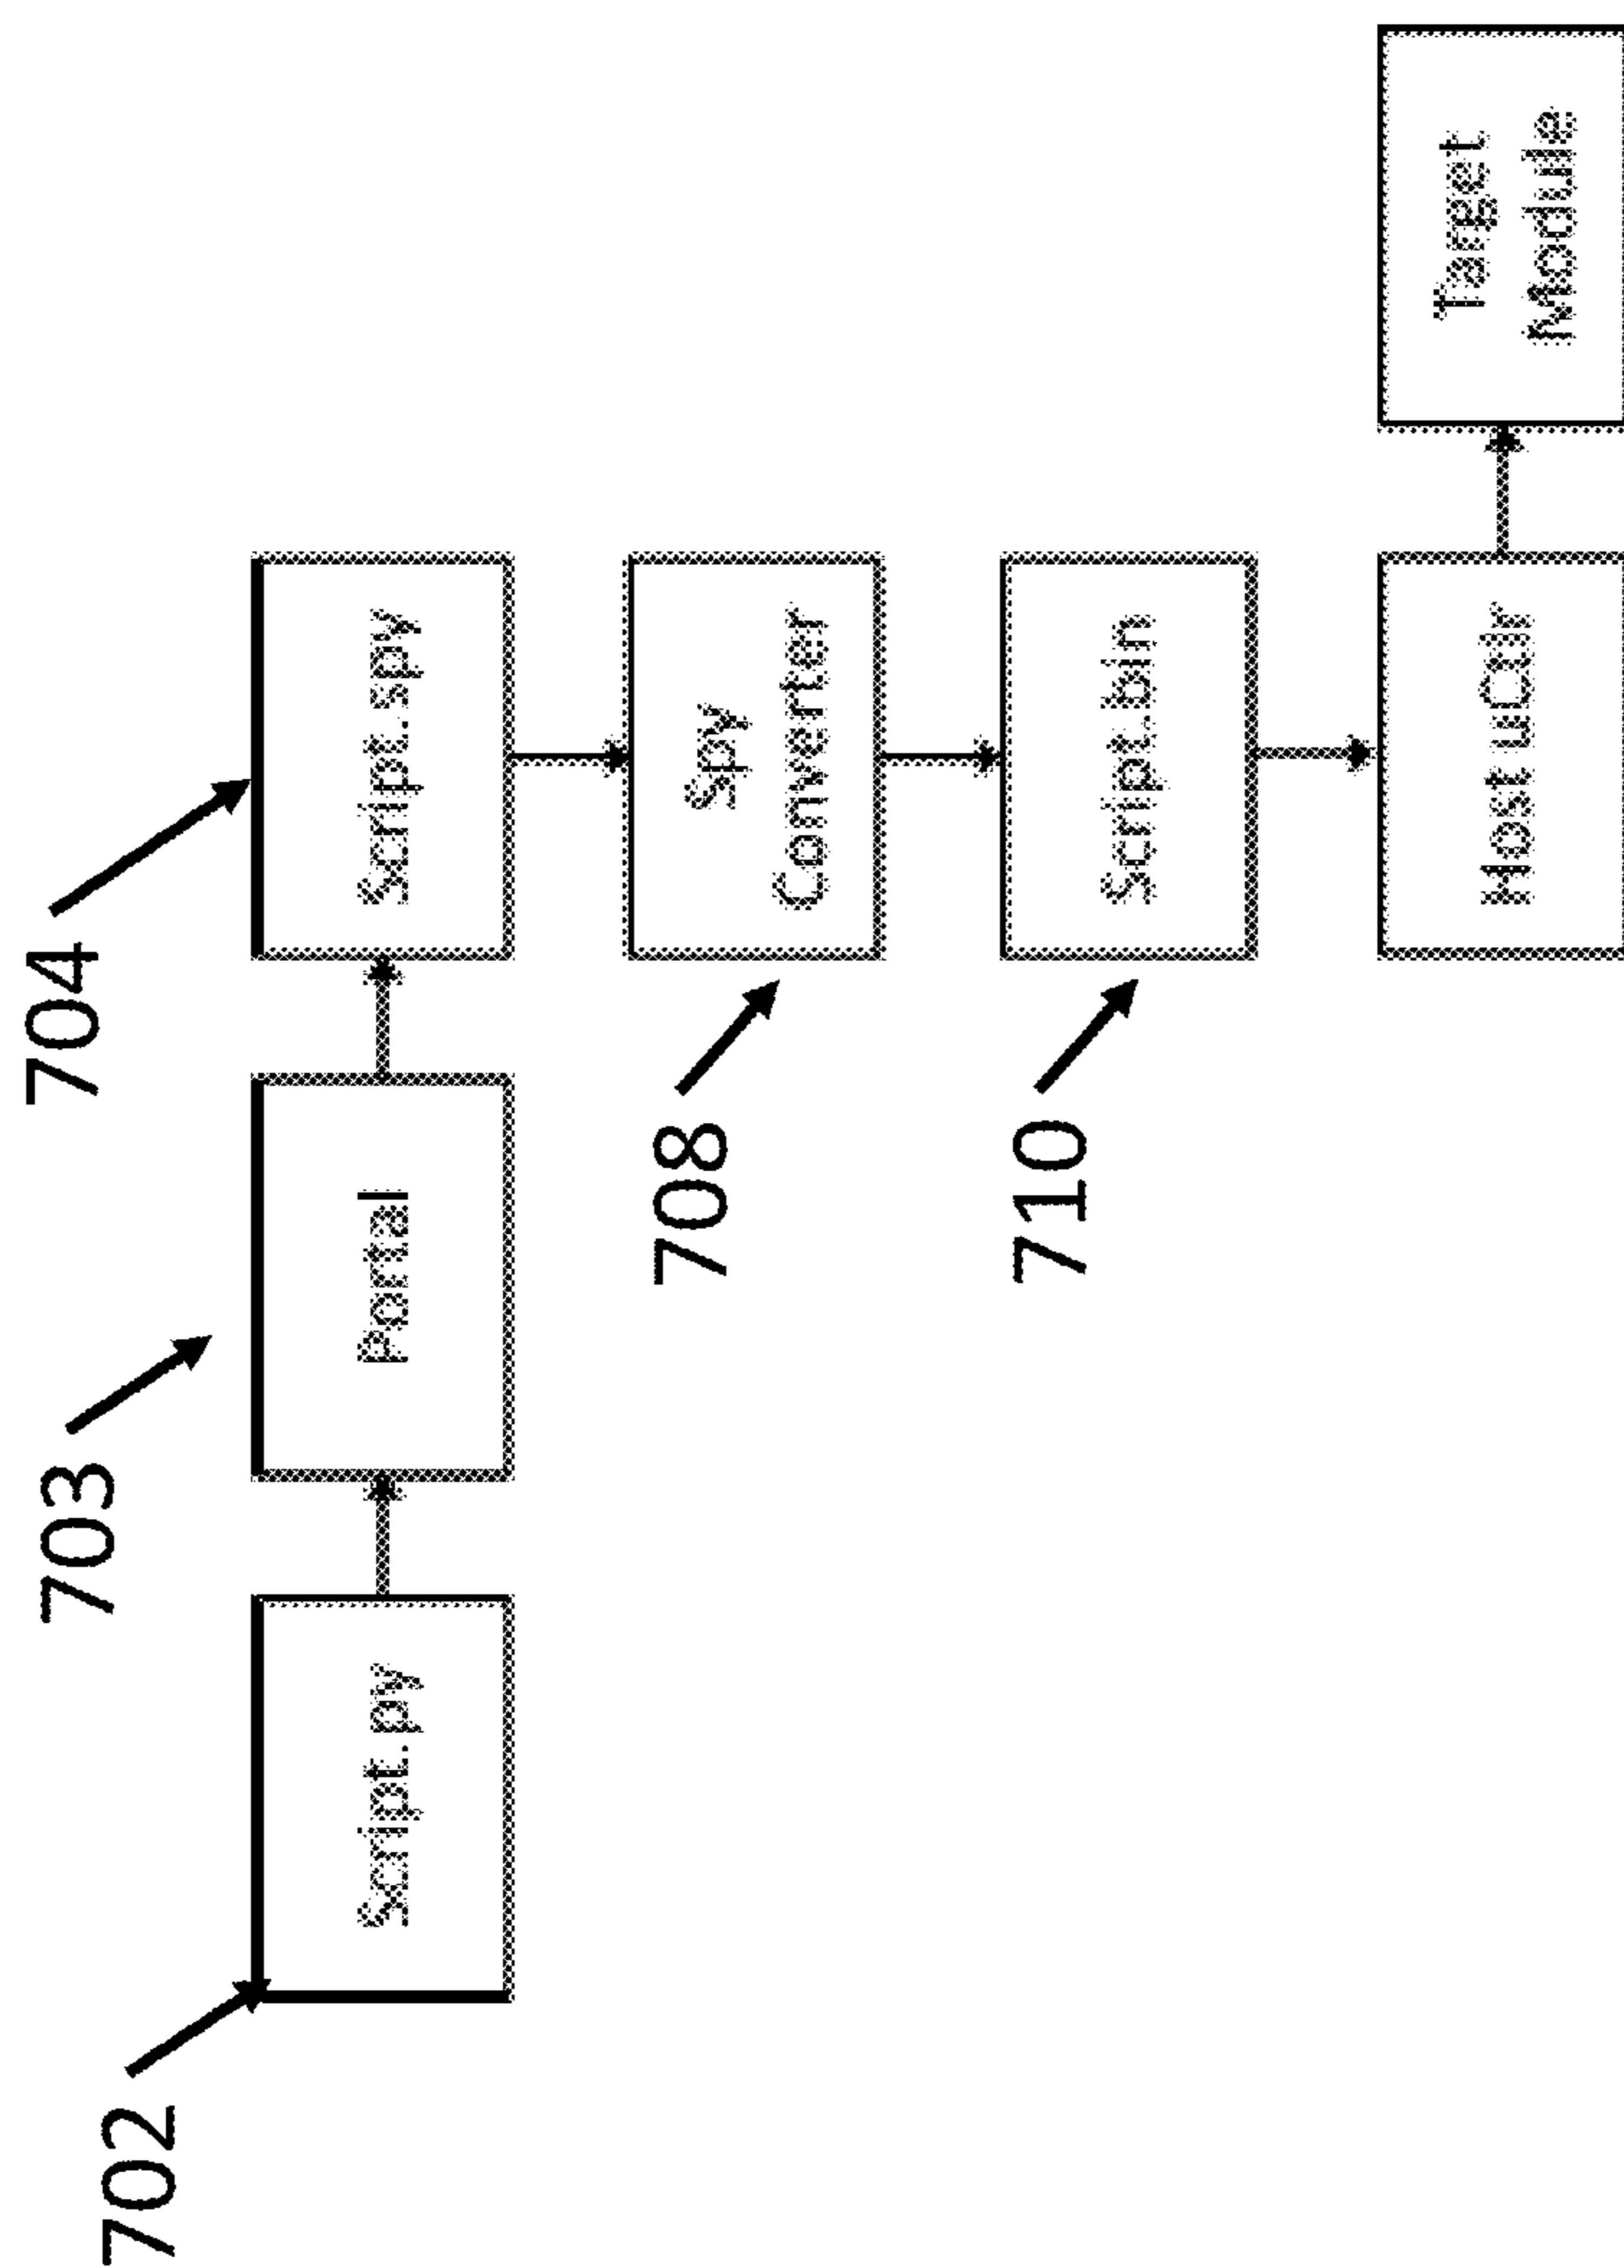 702
Script.py
703
Portal
704
Script.spy
708
Spy
Converter
710
Script.bin
Host uCtlr
Target
Module